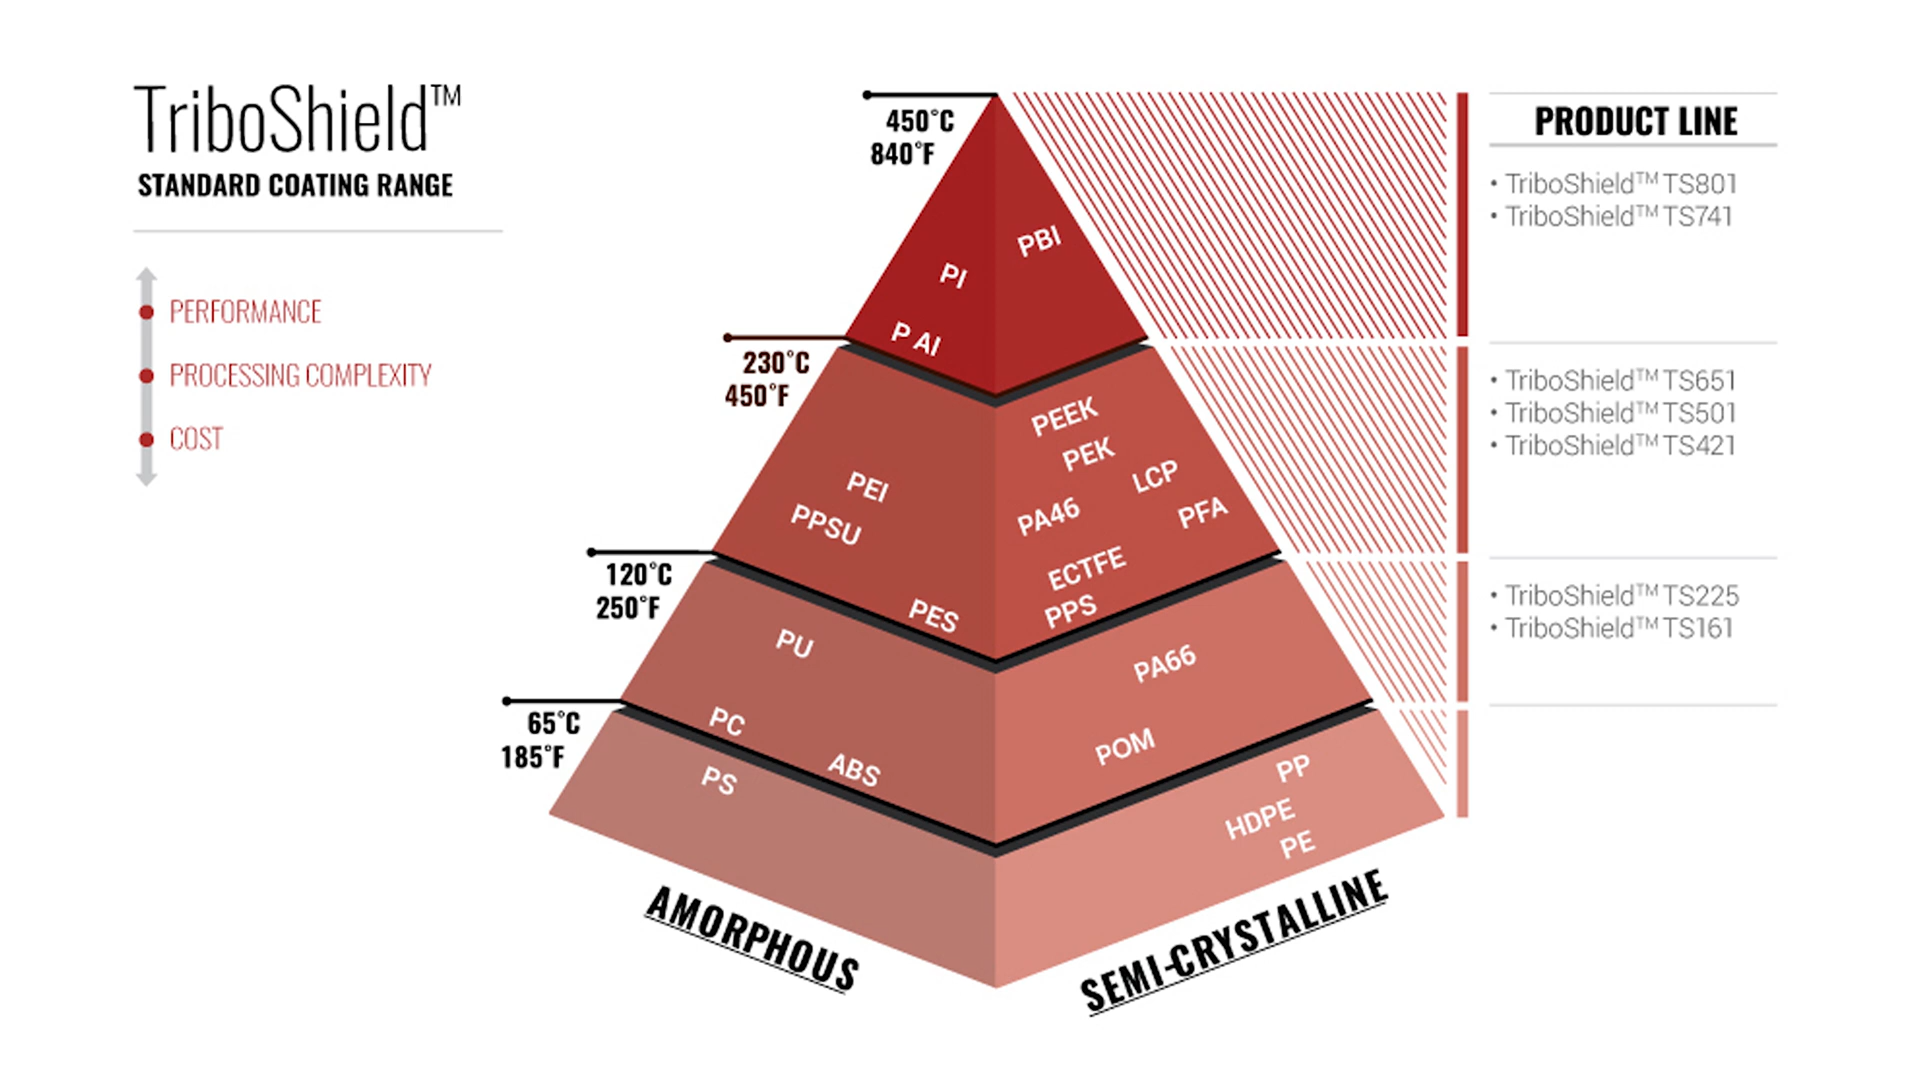 TriboShield™
STANDARD COATING RANGE
PERFORMANCE
PROCESSING COMPLEXITY
COST
450°C
840°F
230°C
450°F
120°C
250°F
65°C
185°F
PI
P AI
PBI
PEI
PPSU
PES
PEEK
PEK
LCP
PA46
PFA
ECTFE
PPS
PU
PC
ABS
PA66
POM
PS
PP
HDPE
PE
AMORPHOUS
SEMI-CRYSTALLINE
PRODUCT LINE
• TriboShield™ TS801
• TriboShield™ TS741
• TriboShield™ TS651
• TriboShield™ TS501
• TriboShield™ TS421
• TriboShield™ TS225
• TriboShield™ TS161